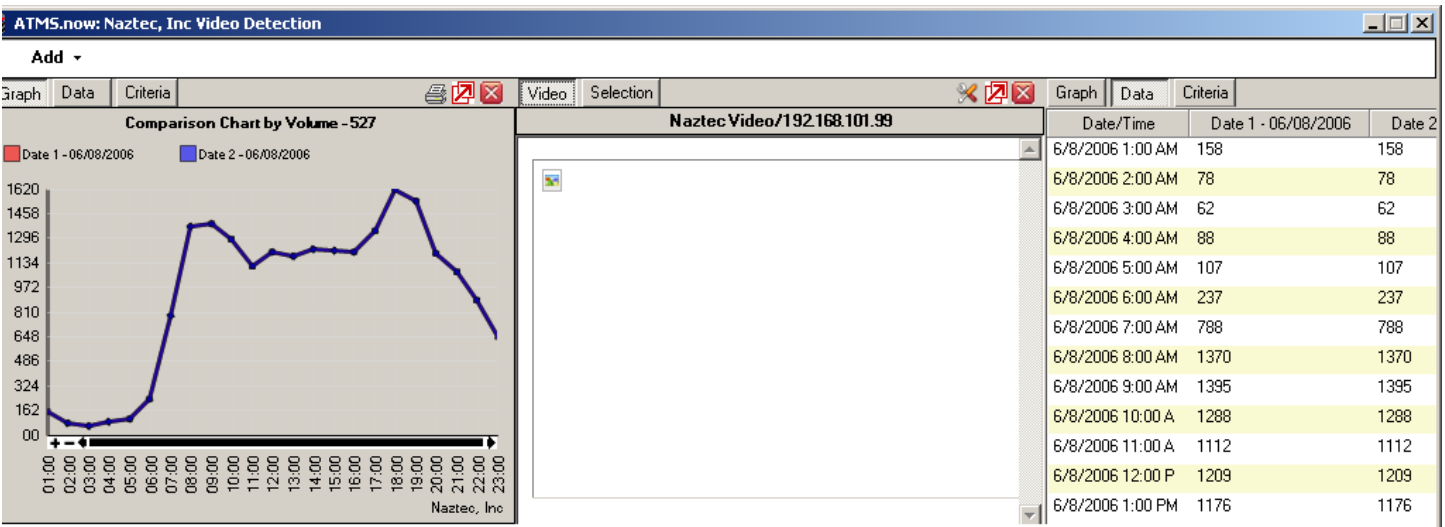 ATMS.now: Naztec, Inc Video Detection
Add
Graph Data Criteria
Comparison Chart by Volume - 527
Date 1 - 06/08/2006 Date 2 - 06/08/2006
1620
1458
1296
1134
972
810
648
486
324
162
00
01:00 02:00 03:00 04:00 05:00 06:00 07:00 08:00 09:00 10:00 11:00 12:00 13:00 14:00 15:00 16:00 17:00 18:00 19:00 20:00 21:00 22:00 23:00
Naztec, Inc
Video Selection
Naztec Video/192.168.101.99
Graph Data Criteria
Date/Time Date 1 - 06/08/2006 Date 2
6/8/2006 1:00 AM 158 158
6/8/2006 2:00 AM 78 78
6/8/2006 3:00 AM 62 62
6/8/2006 4:00 AM 88 88
6/8/2006 5:00 AM 107 107
6/8/2006 6:00 AM 237 237
6/8/2006 7:00 AM 788 788
6/8/2006 8:00 AM 1370 1370
6/8/2006 9:00 AM 1395 1395
6/8/2006 10:00 A 1288 1288
6/8/2006 11:00 A 1112 1112
6/8/2006 12:00 P 1209 1209
6/8/2006 1:00 PM 1176 1176